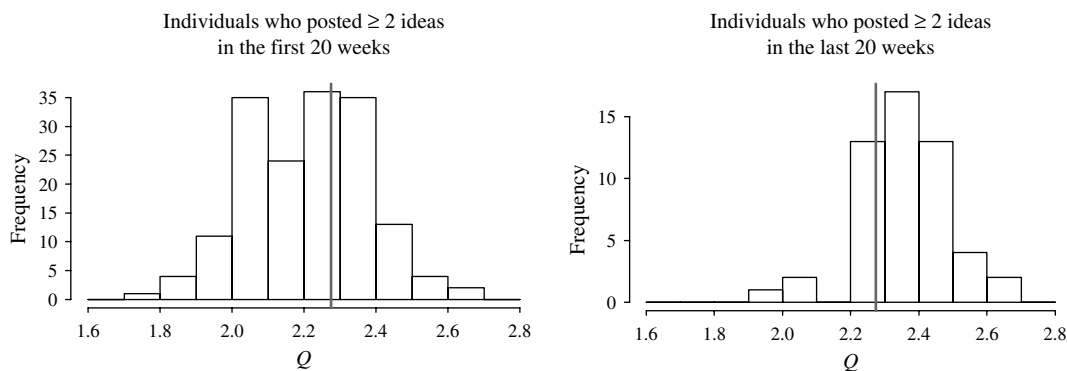 Individuals who posted ≥ 2 ideas
in the first 20 weeks
35
30
25
20
15
10
5
0
Frequency
1.6 2.0 2.2 2.4 2.6 2.8
Q
Individuals who posted ≥ 2 ideas
in the last 20 weeks
15
10
5
0
Frequency
1.6 1.8 2.0 2.2 2.4 2.6 2.8
Q